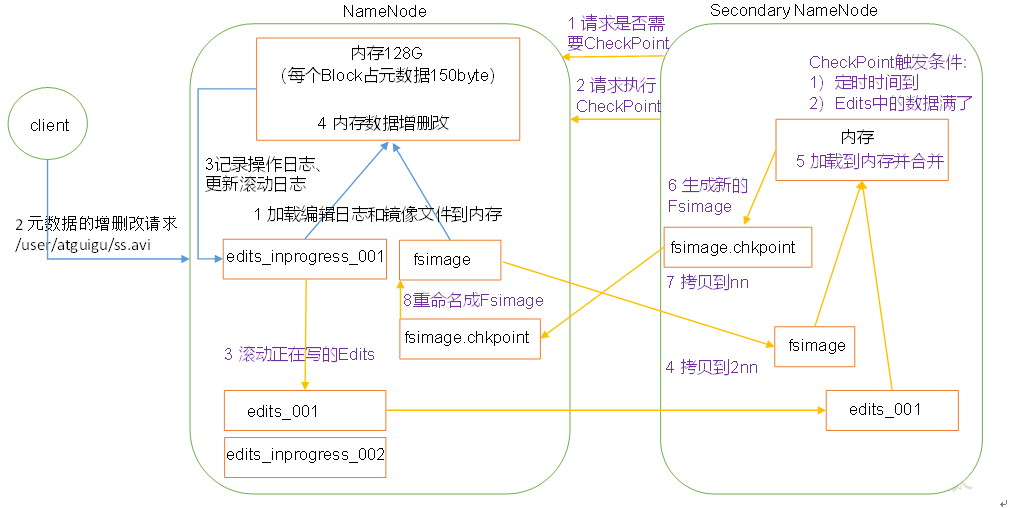 NameNode
Secondary NameNode
内存128G
（每个Block占元数据150byte）
4 内存数据增删改
1 请求是否需
要CheckPoint
2 请求执行
CheckPoint
CheckPoint触发条件:
1）定时时间到
2）Edits中的数据满了
client
内存
5 加载到内存并合并
3记录操作日志、
更新滚动日志
6 生成新的
Fsimage
1 加载编辑日志和镜像文件到内存
2 元数据的增删改请求
/user/atguigu/ss.avi
edits_inprogress_001
fsimage
fsimage.chkpoint
7 拷贝到nn
8重命名成Fsimage
fsimage.chkpoint
3 滚动正在写的Edits
fsimage
4 拷贝到2nn
edits_001
edits_001
edits_inprogress_002